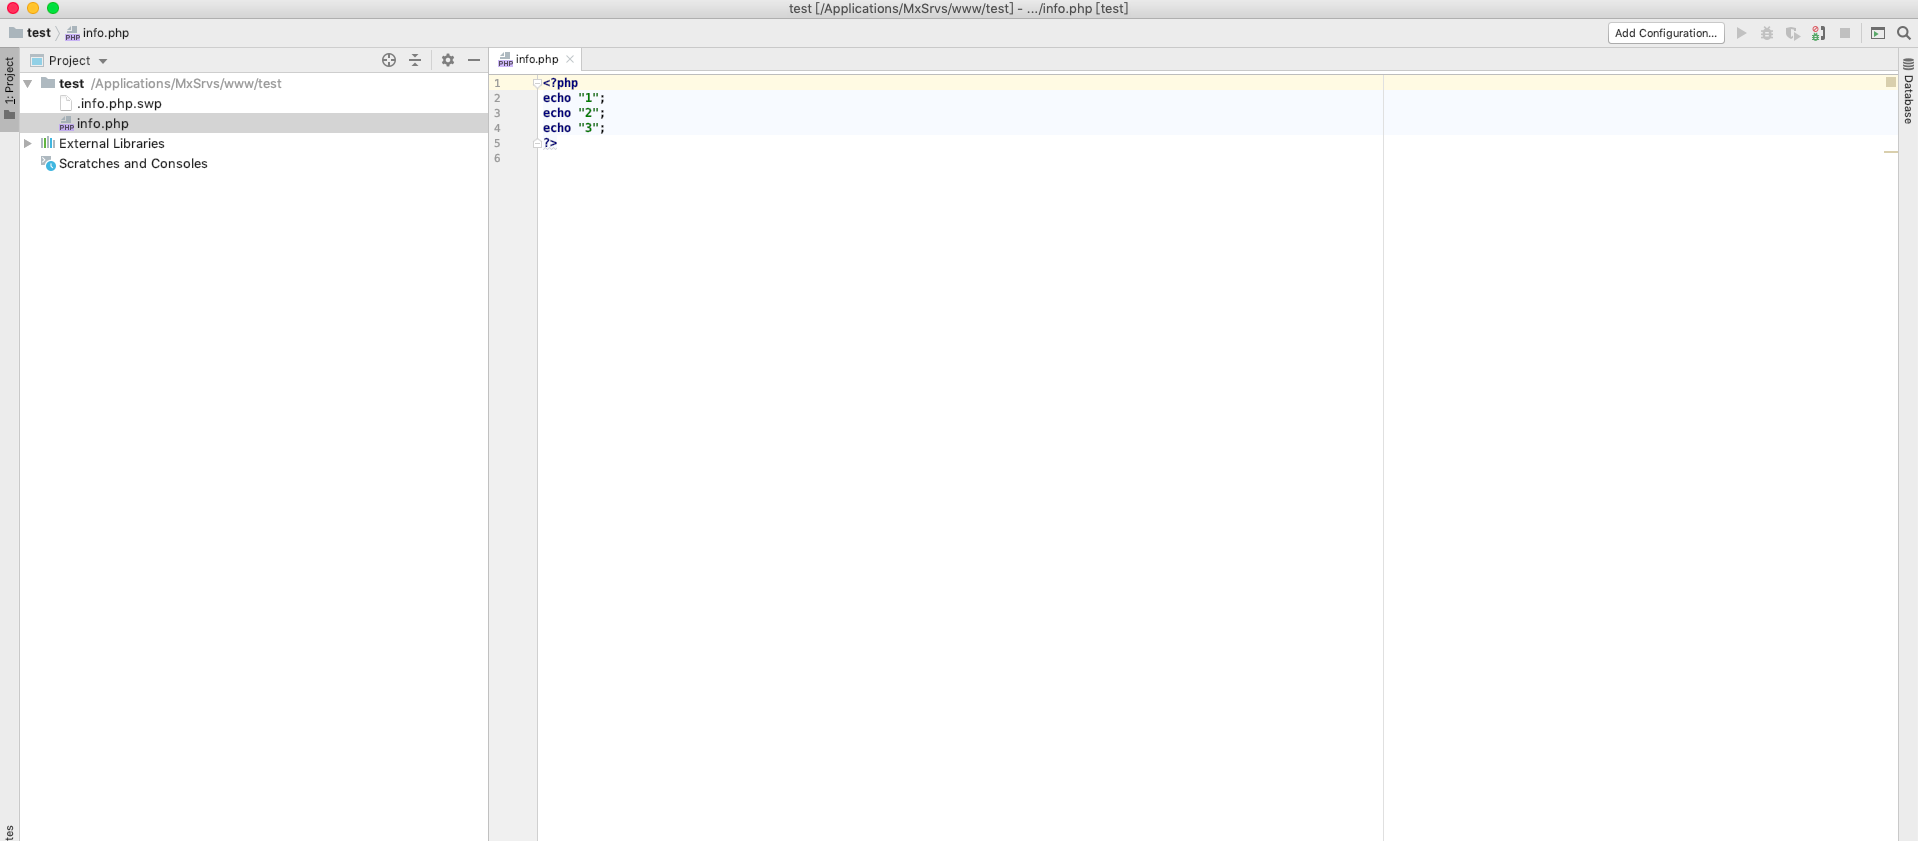 test [/Applications/MxSrvs/www/test] - .../info.php [test]
test info.php
Add Configuration...
1: Project
Project
test /Applications/MxSrvs/www/test
.info.php.swp
PHP info.php
External Libraries
Scratches and Consoles
PHP info.php
1 <?php
2 echo "1";
3 echo "2";
4 echo "3";
5 ?>
6
Database
tes